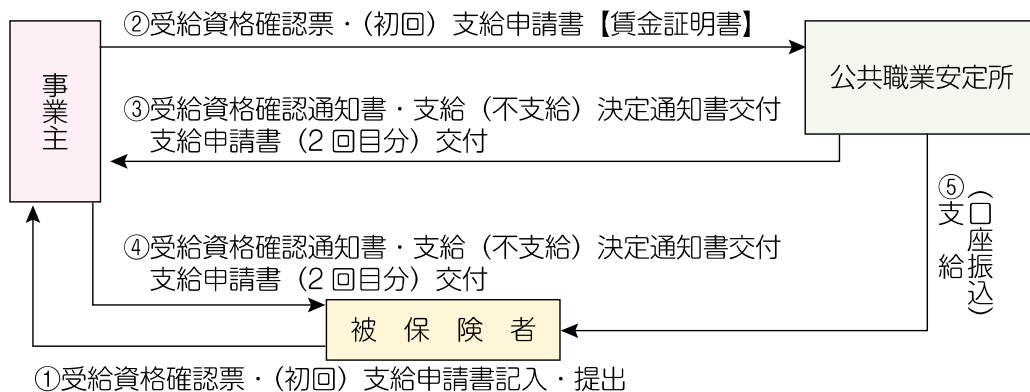 ②受給資格確認票・(初回) 支給申請書【賃金証明書】
事業主
公共職業安定所
③受給資格確認通知書・支給（不支給）決定通知書交付
支給申請書（2 回目分）交付
⑤支　給
(口座振込)
④受給資格確認通知書・支給（不支給）決定通知書交付
支給申請書（2 回目分）交付
被　保　険　者
①受給資格確認票・(初回) 支給申請書記入・提出